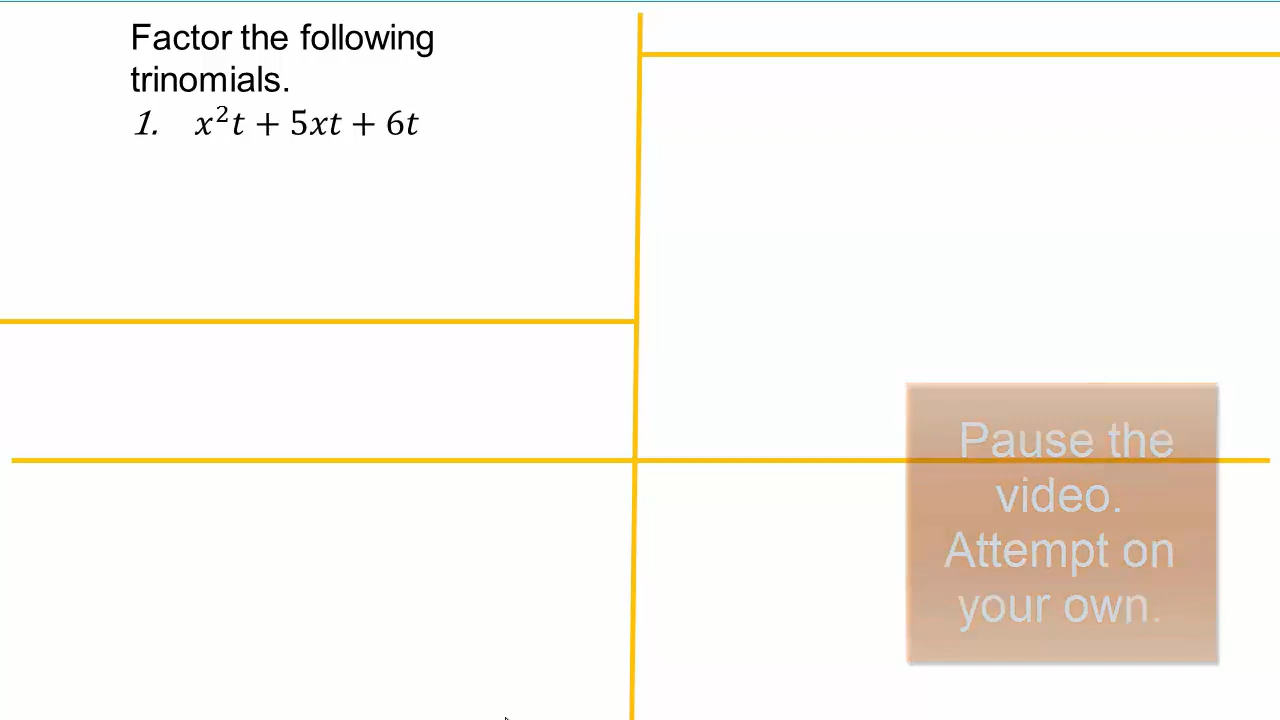 Factor the following
trinomials.
1. x²t + 5xt + 6t
Pause the
video.
Attempt on
your own.